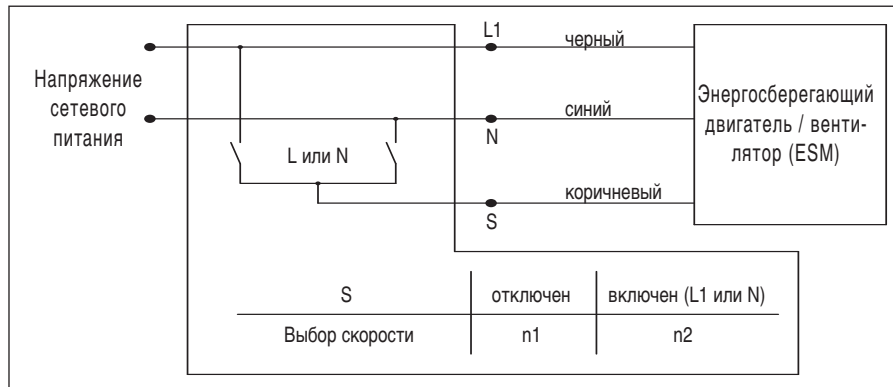 L1
черный
Напряжение
сетевого
питания
синий
N
L или N
коричневый
S
Энергосберегающий
двигатель / венти-
лятор (ESM)
S отключен включен (L1 или N)
Выбор скорости n1 n2